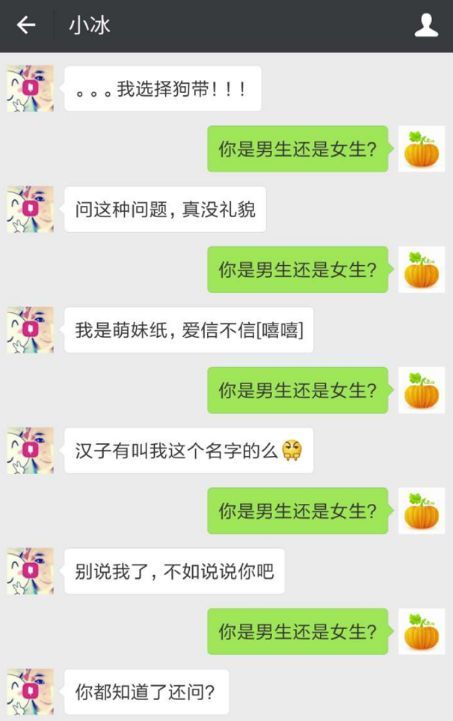 小冰
。。。我选择狗带！！！
你是男生还是女生？
问这种问题，真没礼貌
你是男生还是女生？
我是萌妹纸，爱信不信[嘻嘻]
你是男生还是女生？
汉子有叫我这个名字的么
你是男生还是女生？
别说我了，不如说说你吧
你是男生还是女生？
你都知道了还问？